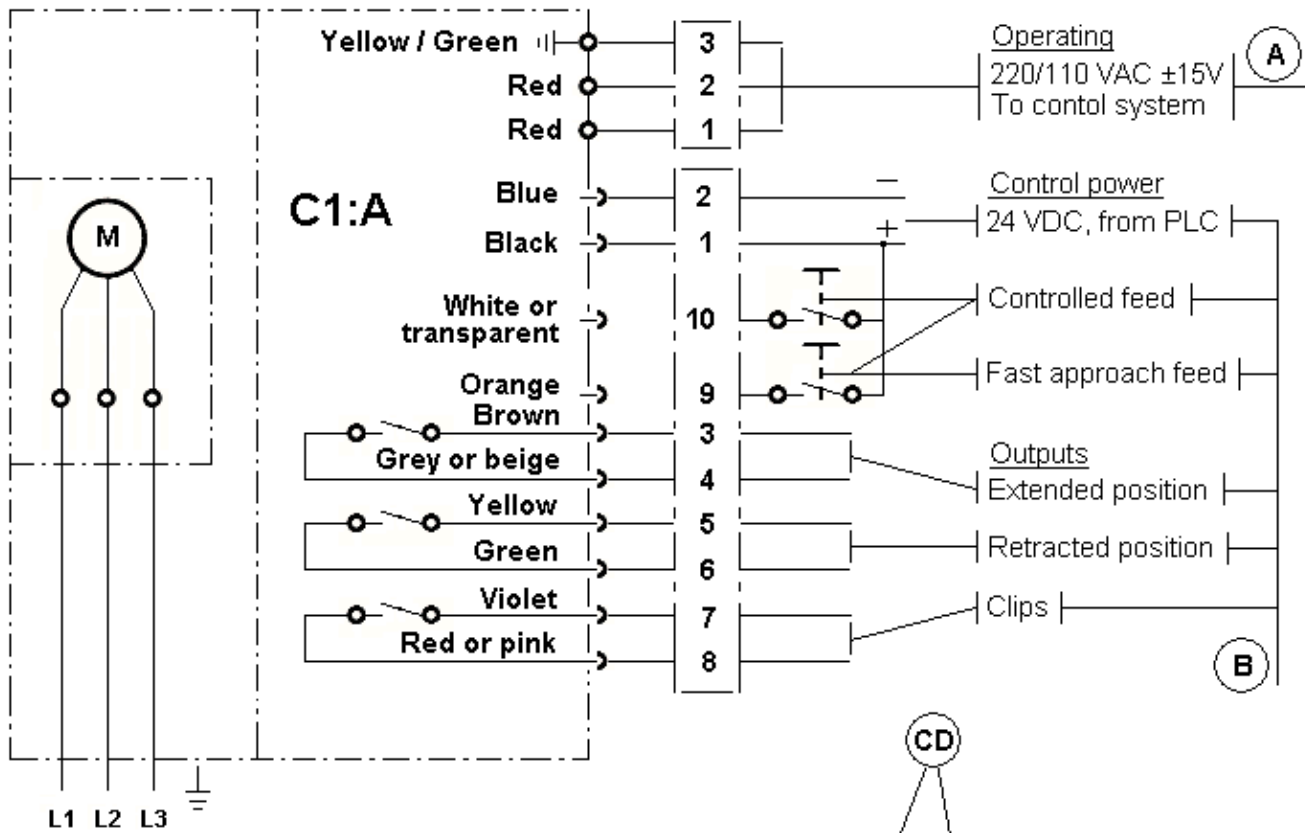 Yellow / Green
3
Operating
A
Red
2
220/110 VAC ±15V
To contol system
Red
1
C1:A
M
Blue
2
−
Control power
Black
1
+
24 VDC, from PLC
White or
transparent
10
Controlled feed
Orange
9
Fast approach feed
Brown
3
Grey or beige
4
Outputs
Extended position
Yellow
5
Green
6
Retracted position
Violet
7
Clips
Red or pink
8
B
CD
L1 L2 L3